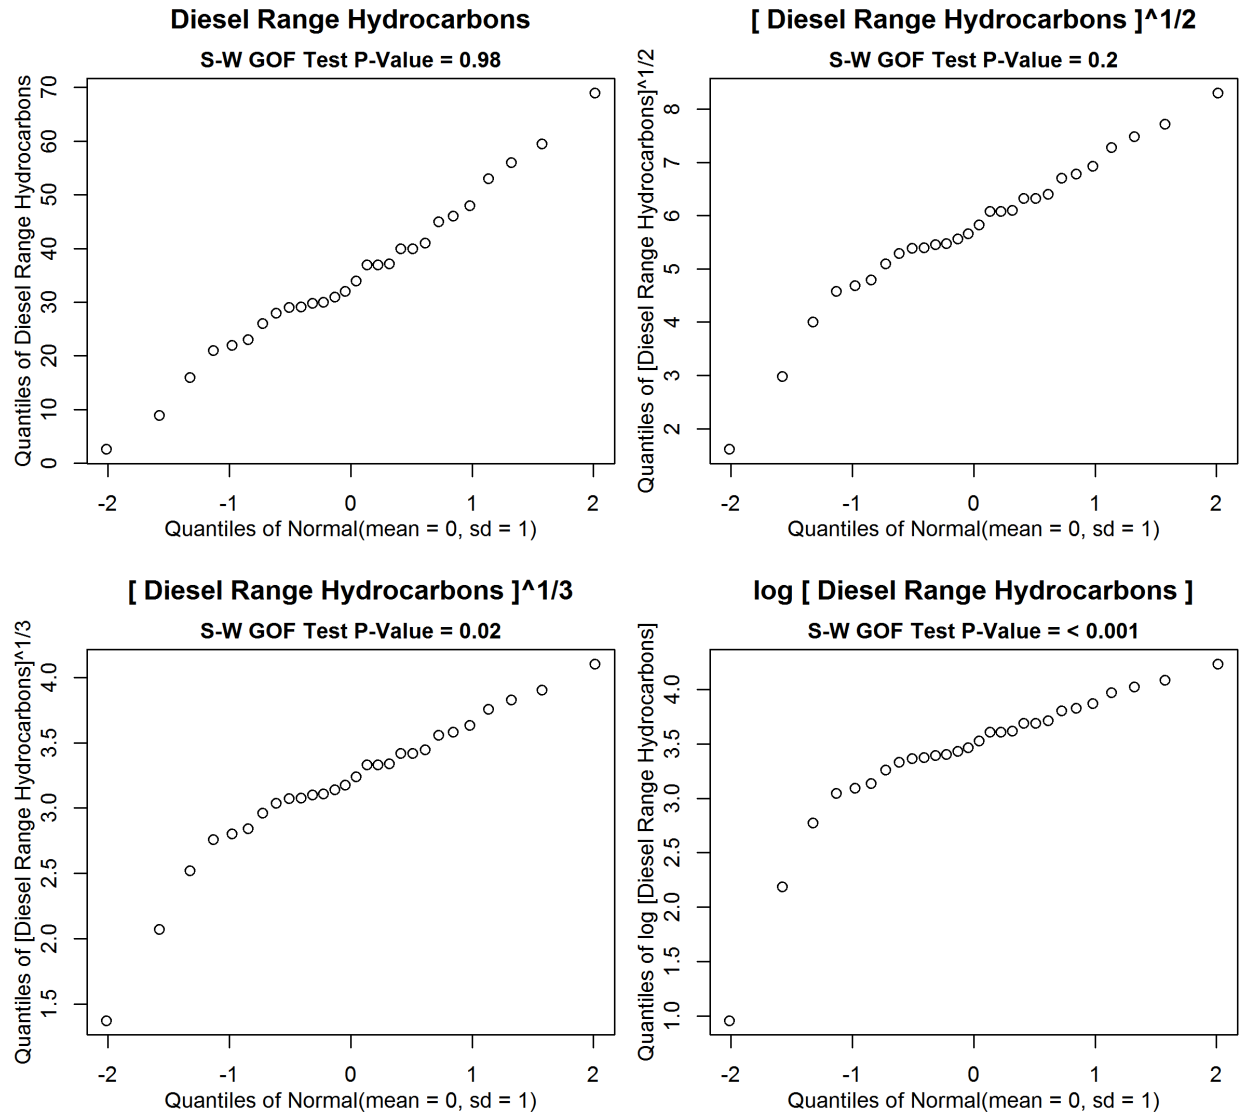 Diesel Range Hydrocarbons
S-W GOF Test P-Value = 0.98
Quantiles of Diesel Range Hydrocarbons
70
60
50
40
30
20
10
0
-2 -1 0 1 2
Quantiles of Normal(mean = 0, sd = 1)
[ Diesel Range Hydrocarbons ]^1/2
S-W GOF Test P-Value = 0.2
Quantiles of [Diesel Range Hydrocarbons]^1/2
8
7
6
5
4
3
2
-2 -1 0 1 2
Quantiles of Normal(mean = 0, sd = 1)
[ Diesel Range Hydrocarbons ]^1/3
S-W GOF Test P-Value = 0.02
Quantiles of [Diesel Range Hydrocarbons]^1/3
4.0
3.5
3.0
2.5
2.0
1.5
-2 -1 0 1 2
Quantiles of Normal(mean = 0, sd = 1)
log [ Diesel Range Hydrocarbons ]
S-W GOF Test P-Value = < 0.001
Quantiles of log [Diesel Range Hydrocarbons]
4.0
3.5
3.0
2.5
2.0
1.5
1.0
-2 -1 0 1 2
Quantiles of Normal(mean = 0, sd = 1)